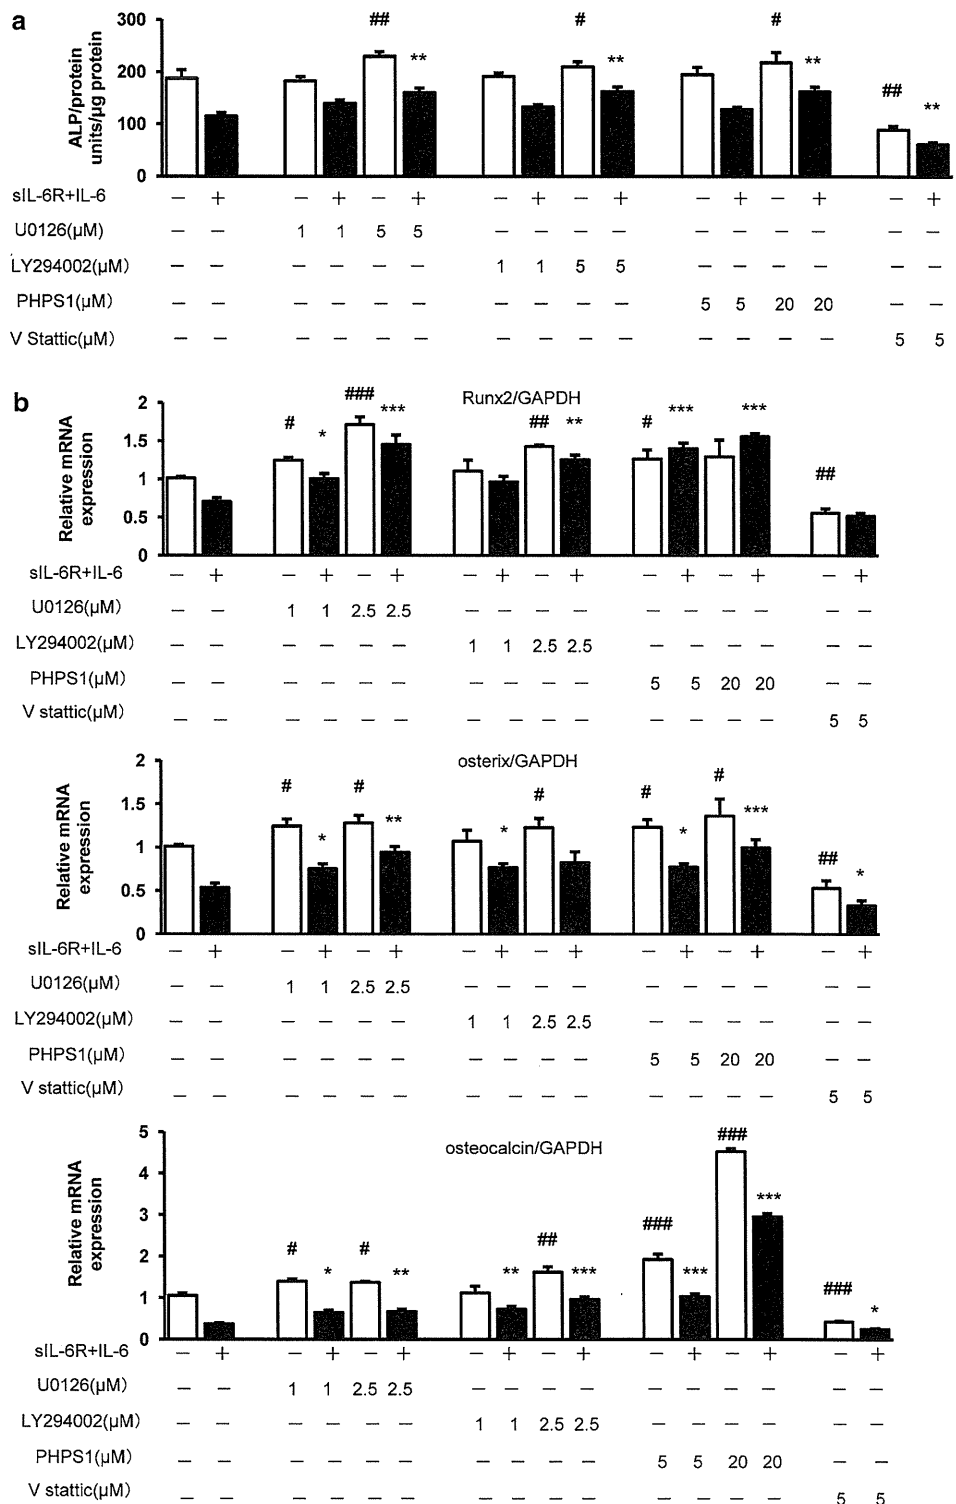 a
300
200
100
0
ALP/protein
units/µg protein
## ** # ** # ** ## **
sIL-6R+IL-6 − + − + − + − + − + − + − + − +
U0126(µM) − − 1 1 5 5 − − − − − − − − − −
LY294002(µM) − − − − − − 1 1 5 5 − − − − − −
PHPS1(µM) − − − − − − − − − − 5 5 20 20 − −
V Stattic(µM) − − − − − − − − − − − − − − 5 5
b
Runx2/GAPDH
2
1.5
1
0.5
0
Relative mRNA
expression
# * ### *** ## ** # *** *** ##
sIL-6R+IL-6 − + − + − + − + − + − + − + − +
U0126(µM) − − 1 1 2.5 2.5 − − − − − − − − − −
LY294002(µM) − − − − − − 1 1 2.5 2.5 − − − − − −
PHPS1(µM) − − − − − − − − − − 5 5 20 20 − −
V stattic(µM) − − − − − − − − − − − − − − 5 5
osterix/GAPDH
2
1.5
1
0.5
0
Relative mRNA
expression
# * # ** * # # * # *** ## *
sIL-6R+IL-6 − + − + − + − + − + − + − + − +
U0126(µM) − − 1 1 2.5 2.5 − − − − − − − − − −
LY294002(µM) − − − − − − 1 1 2.5 2.5 − − − − − −
PHPS1(µM) − − − − − − − − − − 5 5 20 20 − −
V stattic(µM) − − − − − − − − − − − − − − 5 5
osteocalcin/GAPDH
5
4
3
2
1
0
Relative mRNA
expression
# * # ** ** ## *** ### *** ### *** ### *
sIL-6R+IL-6 − + − + − + − + − + − + − + − +
U0126(µM) − − 1 1 2.5 2.5 − − − − − − − − − −
LY294002(µM) − − − − − − 1 1 2.5 2.5 − − − − − −
PHPS1(µM) − − − − − − − − − − 5 5 20 20 − −
V stattic(µM) − − − − − − − − − − − − − − 5 5